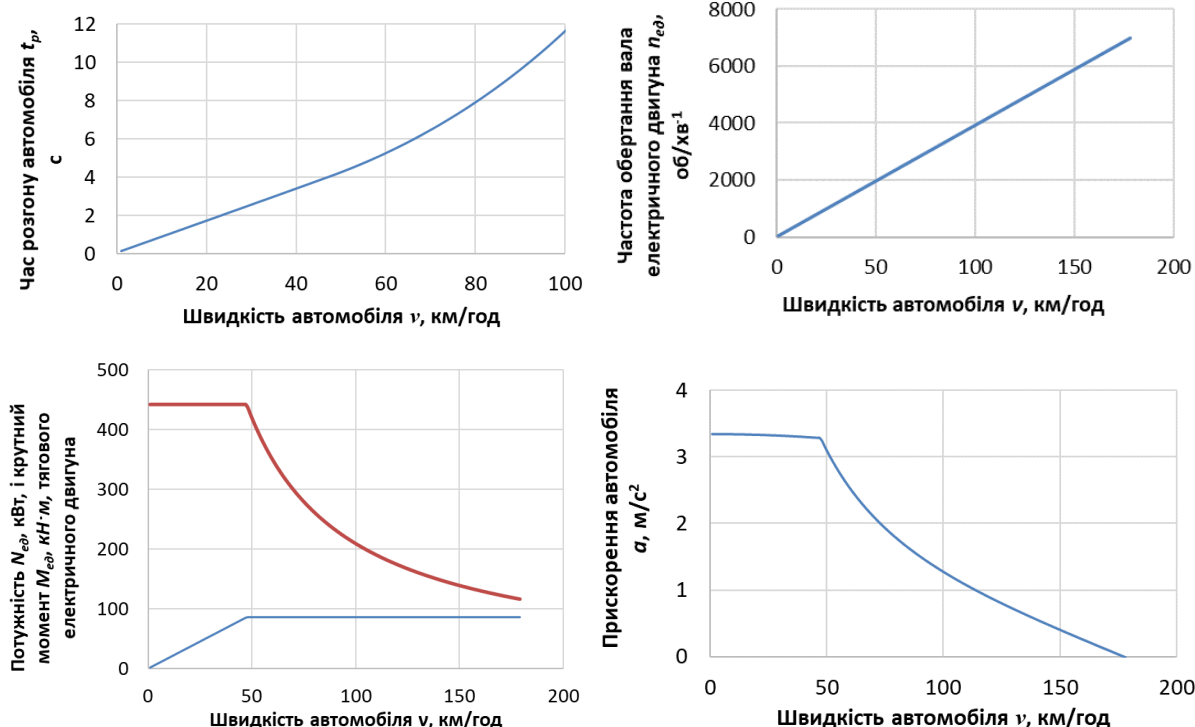 Час розгону автомобіля tр,
с
12
10
8
6
4
2
0
0 20 40 60 80 100
Швидкість автомобіля v, км/год
Частота обертання вала
електричного двигуна nед,
об/хв-1
8000
6000
4000
2000
0
0 50 100 150 200
Швидкість автомобіля v, км/год
Потужність Nед, кВт, і крутний
момент Mед, кН·м, тягового
електричного двигуна
500
400
300
200
100
0
0 50 100 150 200
Швидкість автомобіля v, км/год
Прискорення автомобіля
a, м/с2
4
3
2
1
0
0 50 100 150 200
Швидкість автомобіля v, км/год